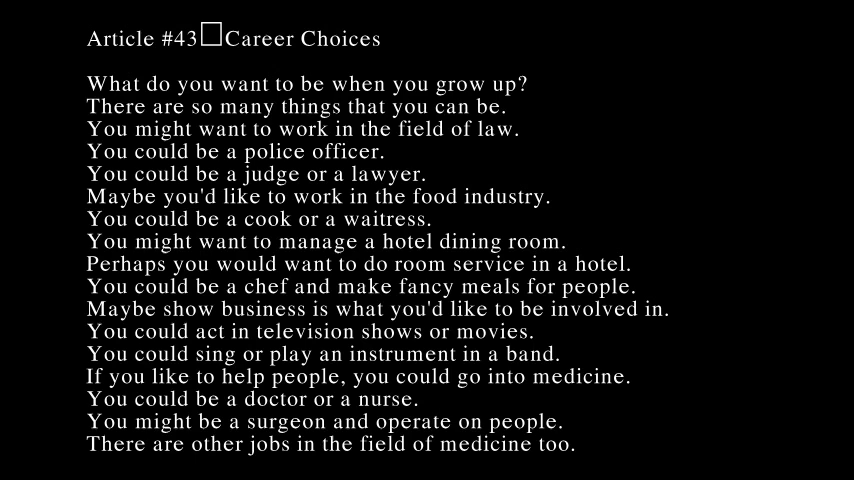 Article #43□Career Choices
What do you want to be when you grow up?
There are so many things that you can be.
You might want to work in the field of law.
You could be a police officer.
You could be a judge or a lawyer.
Maybe you'd like to work in the food industry.
You could be a cook or a waitress.
You might want to manage a hotel dining room.
Perhaps you would want to do room service in a hotel.
You could be a chef and make fancy meals for people.
Maybe show business is what you'd like to be involved in.
You could act in television shows or movies.
You could sing or play an instrument in a band.
If you like to help people, you could go into medicine.
You could be a doctor or a nurse.
You might be a surgeon and operate on people.
There are other jobs in the field of medicine too.